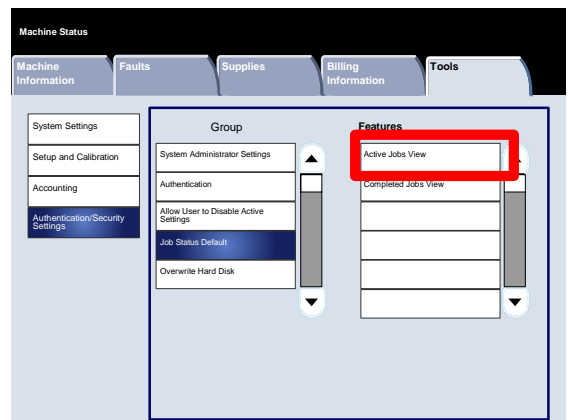 Machine Status
Machine
Information
Faults
Supplies
Billing
Information
Tools
System Settings
Setup and Calibration
Accounting
Authentication/Security
Settings
Group
System Administrator Settings
Authentication
Allow User to Disable Active
Settings
Job Status Default
Overwrite Hard Disk
Features
Active Jobs View
Completed Jobs View